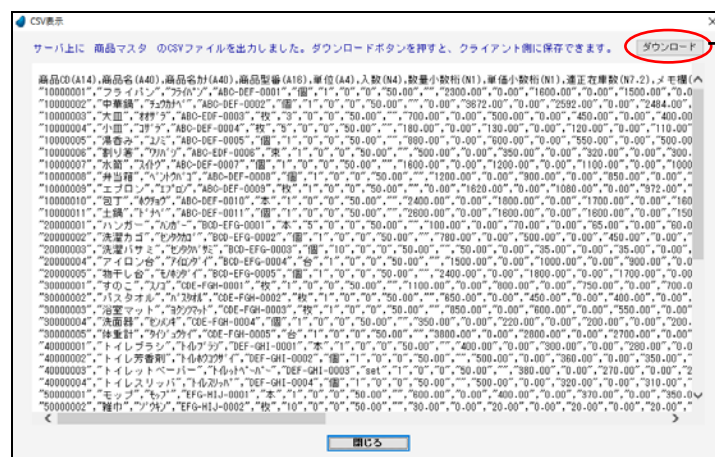 CSV表示
サーバ上に 商品マスタ のCSVファイルを出力しました。ダウンロードボタンを押すと、クライアント側に保存できます。 ダウンロード
商品CD(A14),商品名(A40),商品名カナ(A40),商品型番(A16),単位(A4),入数(N4),数量小数桁(N1),単価小数桁(N1),適正在庫数(N7.2),メモ欄(
"10000001","フライパン","フライパン","ABC-DEF-0001","個","1","0","0","50.00","","2300.00","0.00","1600.00","0.00","1500.00","0.0
"10000002","中華鍋","チュウカナベ","ABC-DEF-0002","個","1","0","0","50.00","","0.00","3672.00","0.00","2592.00","0.00","2484.00",
"10000003","大皿","オオザラ","ABC-EDF-0003","枚","3","0","0","50.00","","700.00","0.00","500.00","0.00","450.00","0.00","400.00
"10000004","小皿","コザラ","ABC-DEF-0004","枚","5","0","0","50.00","","180.00","0.00","130.00","0.00","120.00","0.00","110.00"
"10000005","湯呑み","ユノミ","ABC-DEF-0005","個","1","0","0","50.00","","800.00","0.00","600.00","0.00","550.00","0.00","500.00
"10000006","割り箸","ワリバシ","ABC-EDF-0006","束","1","0","0","50.00","","500.00","0.00","350.00","0.00","320.00","0.00","300.
"10000007","水筒","スイトウ","ABC-DEF-0007","個","1","0","0","50.00","","1600.00","0.00","1200.00","0.00","1100.00","0.00","1000
"10000008","弁当箱","ベントウバコ","ABC-DEF-0008","個","1","0","0","50.00","","1200.00","0.00","900.00","0.00","850.00","0.00",
"10000009","エプロン","エプロン","ABC-DEF-0009","枚","1","0","0","50.00","","0.00","1620.00","0.00","1080.00","0.00","972.00",
"10000010","包丁","ホウチョウ","ABC-DEF-0010","本","1","0","0","50.00","","2400.00","0.00","1800.00","0.00","1700.00","0.00","160
"10000011","土鍋","ドナベ","ABC-DEF-0011","個","1","0","0","50.00","","2600.00","0.00","1600.00","0.00","1600.00","0.00","150
"20000001","ハンガー","ハンガー","BCD-EFG-0001","本","5","0","0","50.00","","100.00","0.00","70.00","0.00","65.00","0.00","60.0
"20000002","洗濯カゴ","センタクカゴ","BCD-EFG-0002","個","1","0","0","50.00","","780.00","0.00","500.00","0.00","450.00","0.00",
"20000003","洗濯バサミ","センタクバサミ","BCD-EFG-0003","個","10","0","0","50.00","","50.00","0.00","35.00","0.00","35.00","0.00",
"20000004","アイロン台","アイロンダイ","BCD-EFG-0004","台","1","0","0","50.00","","1500.00","0.00","1000.00","0.00","900.00","0.0
"20000005","物干し台","モノホシダイ","BCD-EFG-0005","個","1","0","0","50.00","","2400.00","0.00","1800.00","0.00","1700.00","0.00
"30000001","すのこ","スノコ","CDE-FGH-0001","枚","1","0","0","50.00","","1100.00","0.00","800.00","0.00","750.00","0.00","700.
"30000002","バスタオル","バスタオル","CDE-FGH-0002","枚","1","0","0","50.00","","650.00","0.00","450.00","0.00","400.00","0.00",
"30000003","浴室マット","ヨクシツマット","CDE-FGH-0003","枚","1","0","0","50.00","","850.00","0.00","600.00","0.00","550.00","0.00
"30000004","洗面器","センメンキ","CDE-FGH-0004","個","1","0","0","50.00","","350.00","0.00","220.00","0.00","200.00","0.00","200.
"30000005","体重計","タイジュウケイ","CDE-FGH-0005","台","1","0","0","50.00","","3800.00","0.00","2800.00","0.00","2700.00","0.00
"40000001","トイレブラシ","トイレブラシ","DEF-GHI-0001","本","1","0","0","50.00","","400.00","0.00","300.00","0.00","280.00","0.0
"40000002","トイレ芳香剤","トイレホウコウザイ","DEF-GHI-0002","個","1","0","0","50.00","","500.00","0.00","360.00","0.00","350.00",
"40000003","トイレットペーパー","トイレットペーパー","DEF-GHI-0003","set","1","0","0","50.00","","380.00","0.00","270.00","0.00","2
"40000004","トイレスリッパ","トイレスリッパ","DEF-GHI-0004","個","1","0","0","50.00","","500.00","0.00","320.00","0.00","310.00",
"50000001","モップ","モップ","EFG-HIJ-0001","本","1","0","0","50.00","","600.00","0.00","400.00","0.00","370.00","0.00","350.0
"50000002","雑巾","ゾウキン","EFG-HIJ-0002","枚","10","0","0","50.00","","30.00","0.00","20.00","0.00","20.00","0.00","20.00","
閉じる